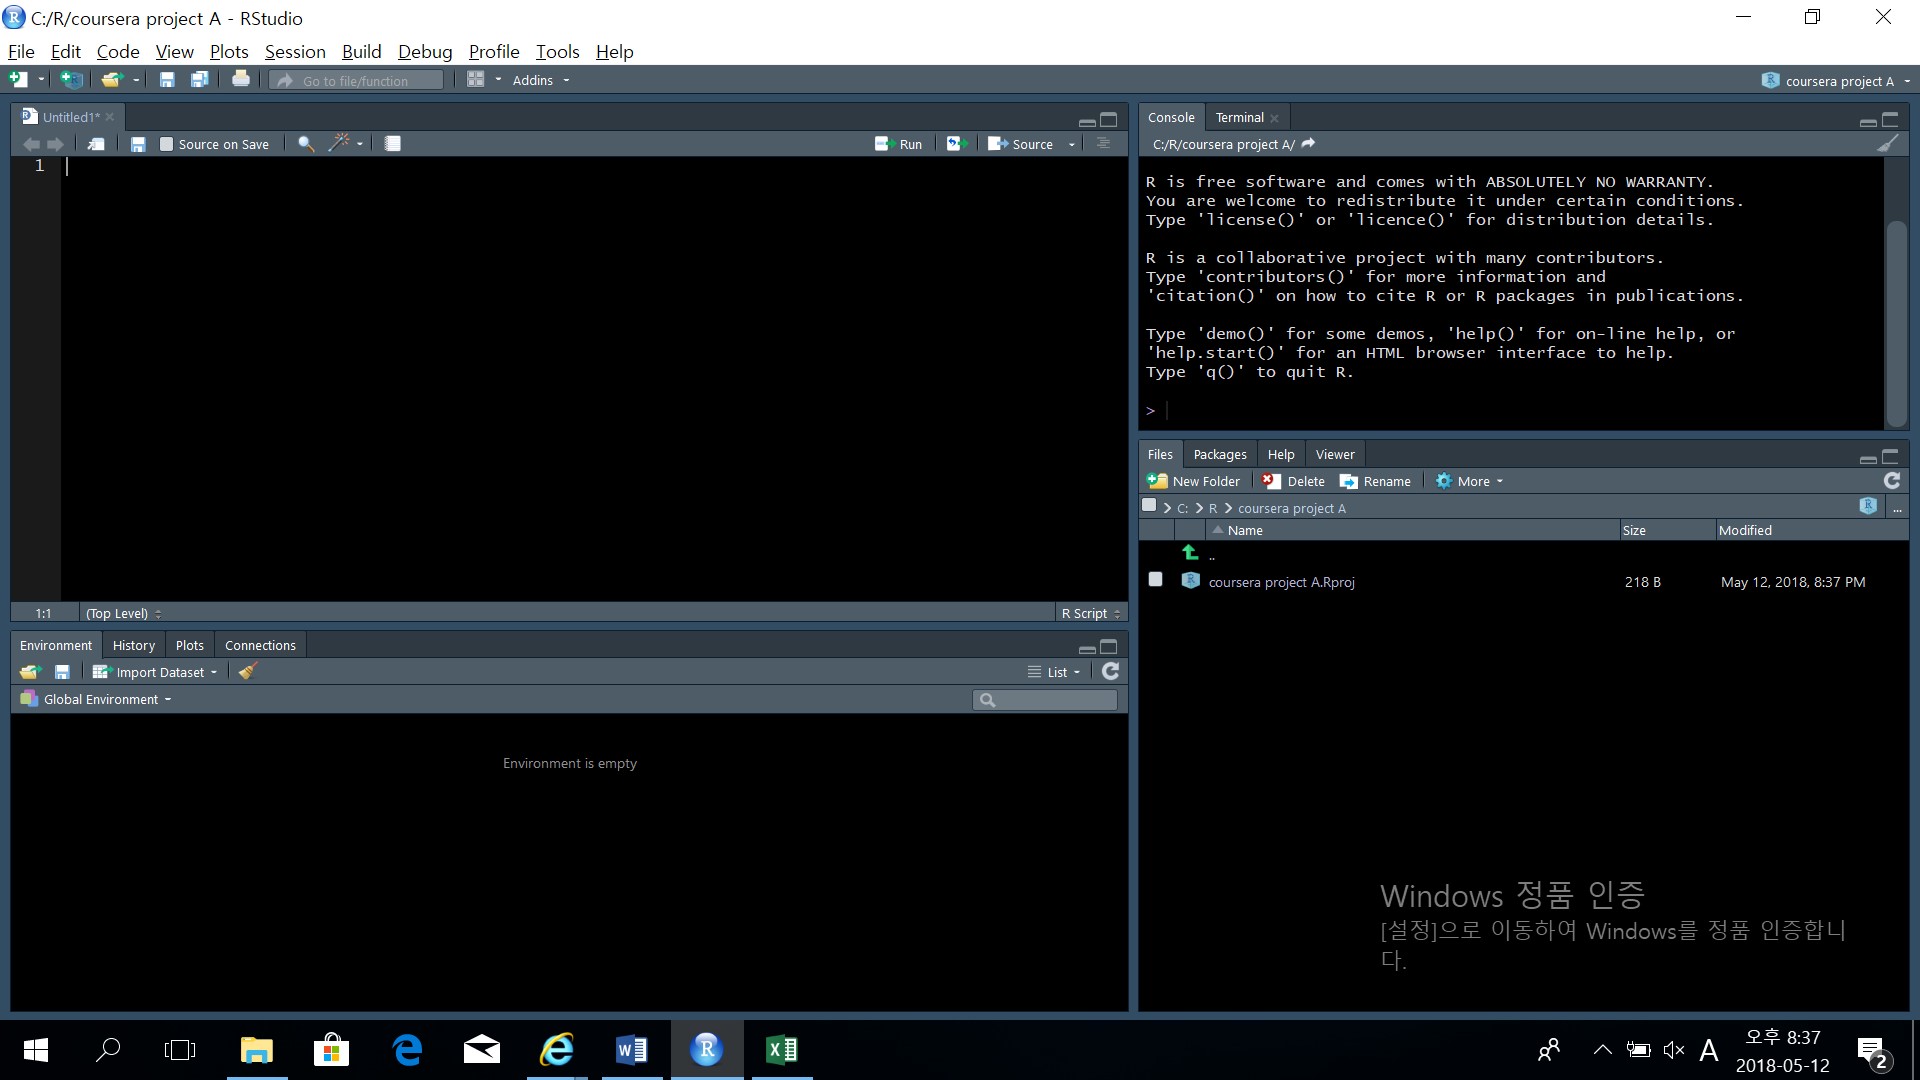 C:/R/coursera project A - RStudio
File Edit Code View Plots Session Build Debug Profile Tools Help
Go to file/function
Addins
coursera project A
Untitled1*
Source on Save
Run
Source
1
1:1
(Top Level)
R Script
Console
Terminal
C:/R/coursera project A/
R is free software and comes with ABSOLUTELY NO WARRANTY.
You are welcome to redistribute it under certain conditions.
Type 'license()' or 'licence()' for distribution details.
R is a collaborative project with many contributors.
Type 'contributors()' for more information and
'citation()' on how to cite R or R packages in publications.
Type 'demo()' for some demos, 'help()' for on-line help, or
'help.start()' for an HTML browser interface to help.
Type 'q()' to quit R.
>
Environment History Plots Connections
Import Dataset
List
Global Environment
Environment is empty
Files Packages Help Viewer
New Folder Delete Rename More
C: R coursera project A
...
Name Size Modified
..
coursera project A.Rproj 218 B May 12, 2018, 8:37 PM
Windows 정품 인증
[설정]으로 이동하여 Windows를 정품 인증합니
다.
A
오후 8:37
2018-05-12
2